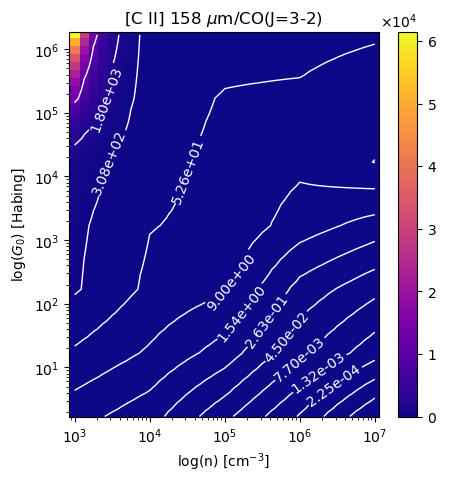 [C II] 158 μm/CO(J=3-2)
×10⁴
log(G₀) [Habing]
10⁶
10⁵
10⁴
10³
10²
10¹
1.80e+03
3.08e+02
5.26e+01
9.00e+00
1.54e+00
2.63e-01
4.50e-02
7.70e-03
1.32e-03
2.25e-04
6
5
4
3
2
1
0
10³ 10⁴ 10⁵ 10⁶ 10⁷
log(n) [cm⁻³]